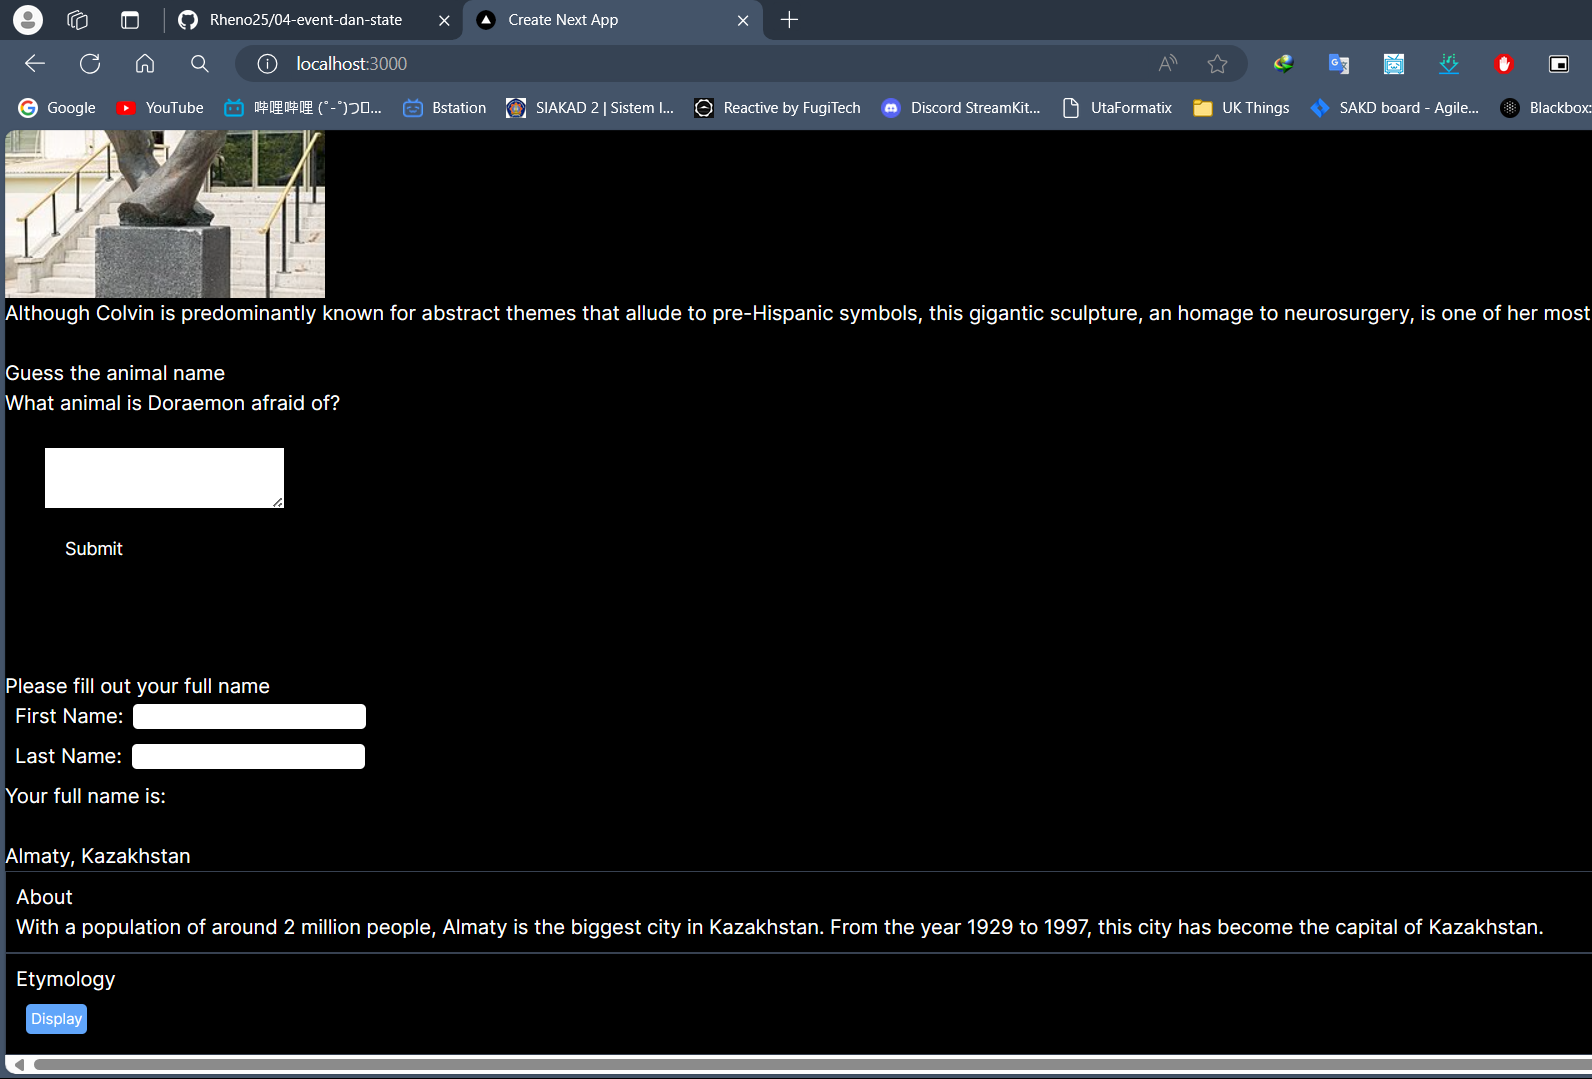 Rheno25/04-event-dan-state
Create Next App
localhost:3000
Google
YouTube
哔哩哔哩 (゜-゜)つロ...
Bstation
SIAKAD 2 | Sistem I...
Reactive by FugiTech
Discord StreamKit...
UtaFormatix
UK Things
SAKD board - Agile...
Blackbox:
Although Colvin is predominantly known for abstract themes that allude to pre-Hispanic symbols, this gigantic sculpture, an homage to neurosurgery, is one of her most
Guess the animal name
What animal is Doraemon afraid of?
Submit
Please fill out your full name
First Name:
Last Name:
Your full name is:
Almaty, Kazakhstan
About
With a population of around 2 million people, Almaty is the biggest city in Kazakhstan. From the year 1929 to 1997, this city has become the capital of Kazakhstan.
Etymology
Display